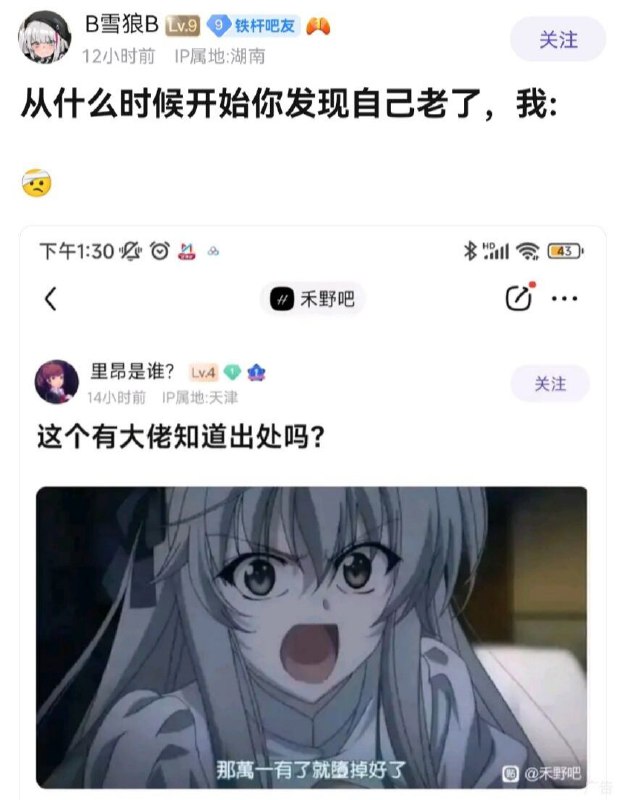 B雪狼B Lv.9 9 铁杆吧友
关注
12小时前 IP属地:湖南
从什么时候开始你发现自己老了，我:
下午1:30 HD 43
禾野吧
里昂是谁? Lv.4 1
关注
14小时前 IP属地:天津
这个有大佬知道出处吗?
那萬一有了就墮掉好了
貼 @禾野吧